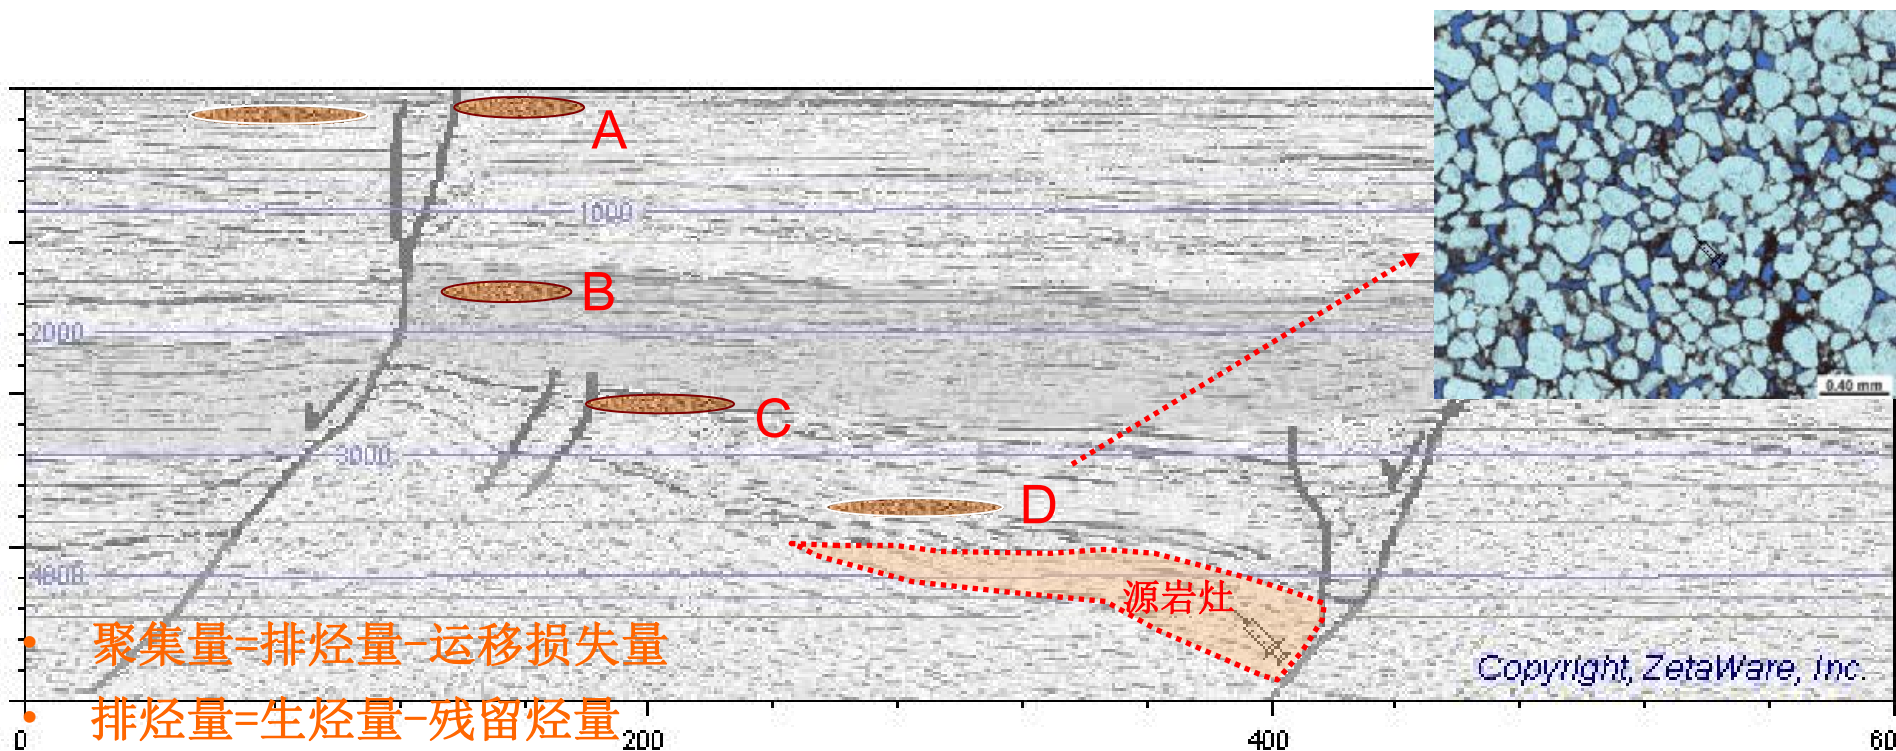 A
1000
B
2000
0.40 mm
C
3000
D
4000
源岩灶
• 聚集量=排烃量-运移损失量
Copyright, ZetaWare, Inc.
• 排烃量=生烃量-残留烃量
0 200 400 60